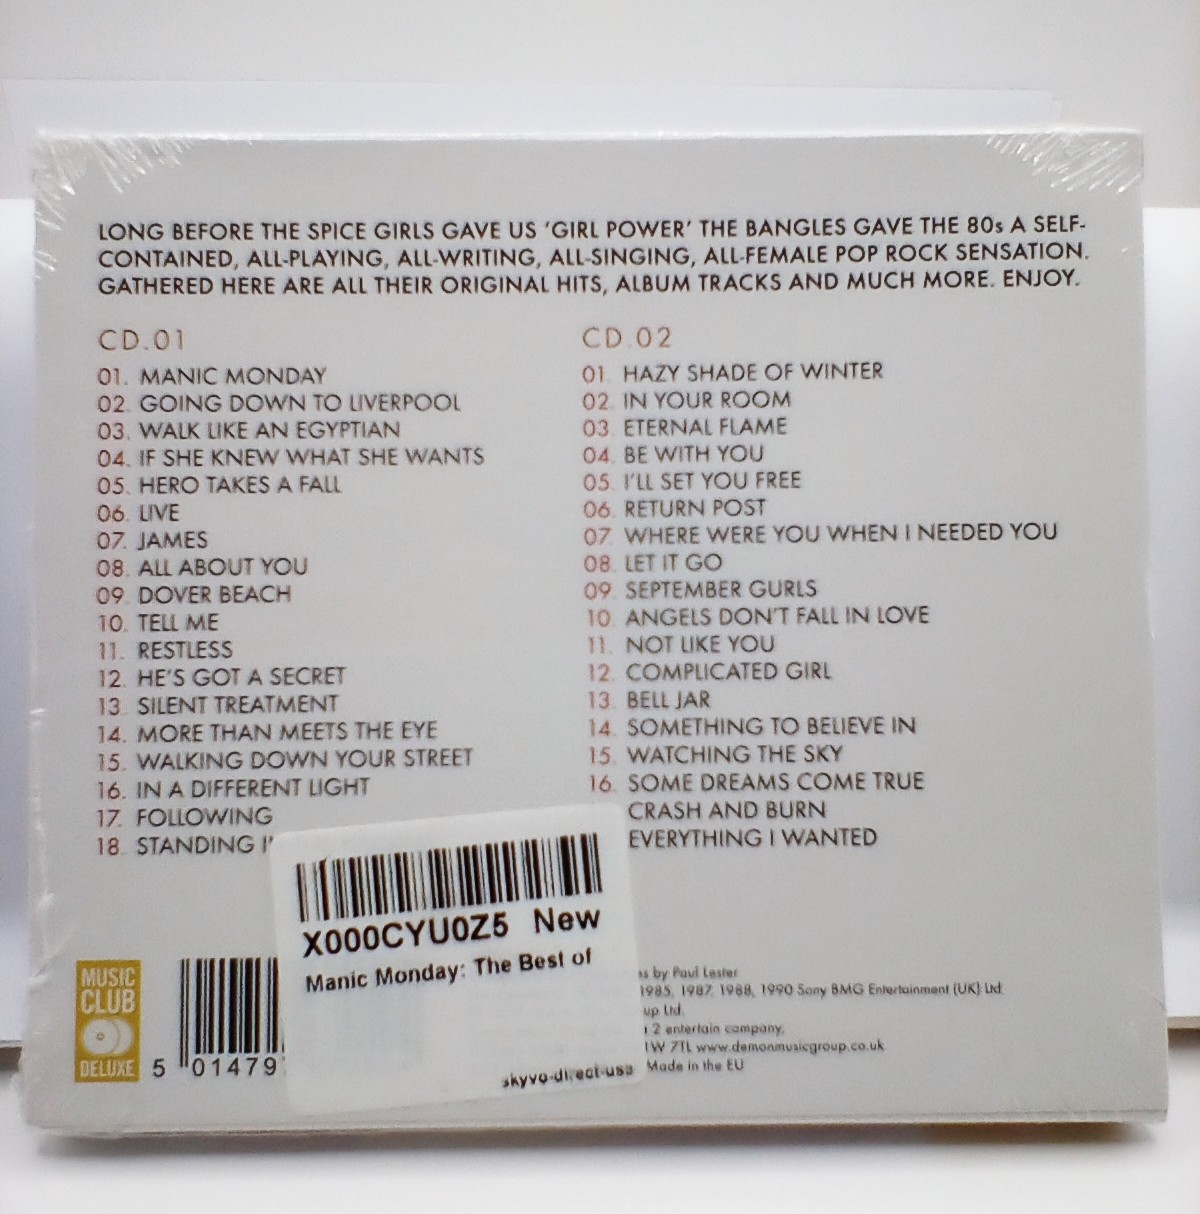 LONG BEFORE THE SPICE GIRLS GAVE US 'GIRL POWER' THE BANGLES GAVE THE 80s A SELF-
CONTAINED, ALL-PLAYING, ALL-WRITING, ALL-SINGING, ALL-FEMALE POP ROCK SENSATION.
GATHERED HERE ARE ALL THEIR ORIGINAL HITS, ALBUM TRACKS AND MUCH MORE. ENJOY.
CD.01
01. MANIC MONDAY
02. GOING DOWN TO LIVERPOOL
03. WALK LIKE AN EGYPTIAN
04. IF SHE KNEW WHAT SHE WANTS
05. HERO TAKES A FALL
06. LIVE
07. JAMES
08. ALL ABOUT YOU
09. DOVER BEACH
10. TELL ME
11. RESTLESS
12. HE'S GOT A SECRET
13. SILENT TREATMENT
14. MORE THAN MEETS THE EYE
15. WALKING DOWN YOUR STREET
16. IN A DIFFERENT LIGHT
17. FOLLOWING
18. STANDING
CD.02
01. HAZY SHADE OF WINTER
02. IN YOUR ROOM
03. ETERNAL FLAME
04. BE WITH YOU
05. I'LL SET YOU FREE
06. RETURN POST
07. WHERE WERE YOU WHEN I NEEDED YOU
08. LET IT GO
09. SEPTEMBER GURLS
10. ANGELS DON'T FALL IN LOVE
11. NOT LIKE YOU
12. COMPLICATED GIRL
13. BELL JAR
14. SOMETHING TO BELIEVE IN
15. WATCHING THE SKY
16. SOME DREAMS COME TRUE
CRASH AND BURN
EVERYTHING I WANTED
X000CYU0Z5 New
Manic Monday: The Best of
skyvo-direct-usa
MUSIC
CLUB
DELUXE
5 01479
by Paul Lester
1985, 1987, 1988, 1990 Sony BMG Entertainment (UK) Ltd
Ltd.
2 entertain company.
1W 7TL www.demonmusicgroup.co.uk
Made in the EU